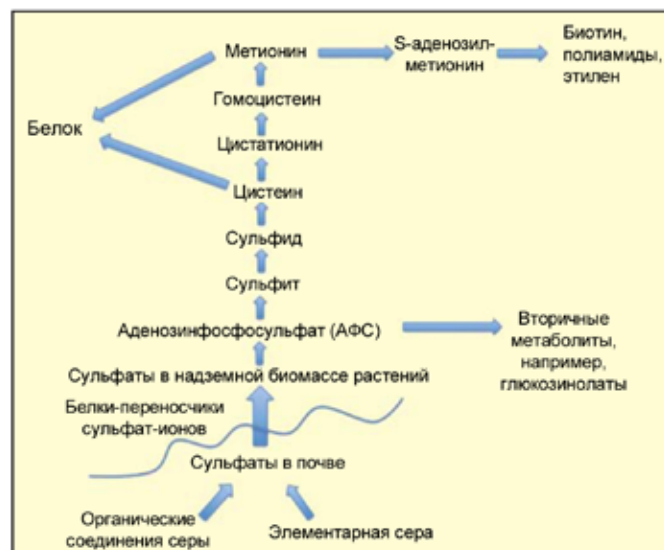 Метионин
S-аденозил-
метионин
Биотин,
полиамиды,
этилен
Гомоцистеин
Белок
Цистатионин
Цистеин
Сульфид
Сульфит
Аденозинфосфосульфат (АФС)
Вторичные
метаболиты,
например,
глюкозинолаты
Сульфаты в надземной биомассе растений
Белки-переносчики
сульфат-ионов
Сульфаты в почве
Органические
соединения серы
Элементарная сера